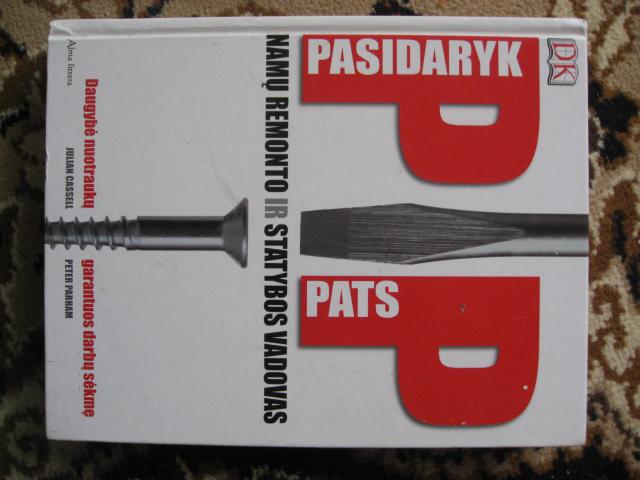 DK
PASIDARYK
PATS
PP
NAMŲ REMONTO IR STATYBOS VADOVAS
Daugybė nuotraukų garantuos darbų sėkmę
JULIAN CASSELL PETER PARHAM
Alma littera